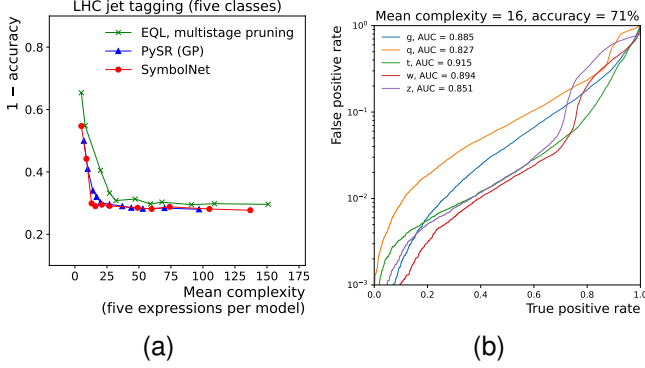 LHC jet tagging (five classes)
EQL, multistage pruning
PySR (GP)
SymbolNet
1 − accuracy
0.8
0.6
0.4
0.2
0 25 50 75 100 125 150 175
Mean complexity
(five expressions per model)
(a)
Mean complexity = 16, accuracy = 71%
g, AUC = 0.885
q, AUC = 0.827
t, AUC = 0.915
w, AUC = 0.894
z, AUC = 0.851
False positive rate
10⁰
10⁻¹
10⁻²
10⁻³
0.0 0.2 0.4 0.6 0.8 1.0
True positive rate
(b)